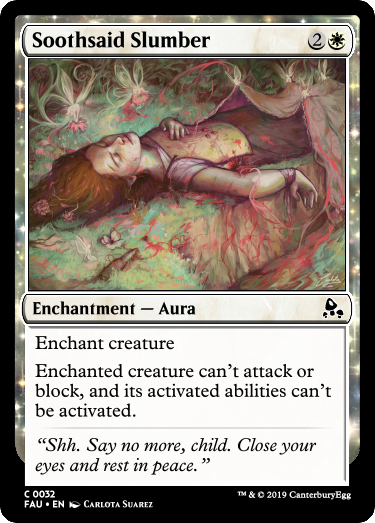 Soothsaid Slumber 2
Enchantment — Aura
Enchant creature
Enchanted creature can't attack or
block, and its activated abilities can't
be activated.
“Shh. Say no more, child. Close your
eyes and rest in peace.”
C 0032
FAU • EN Carlota Suarez
™ & © 2019 CanterburyEgg